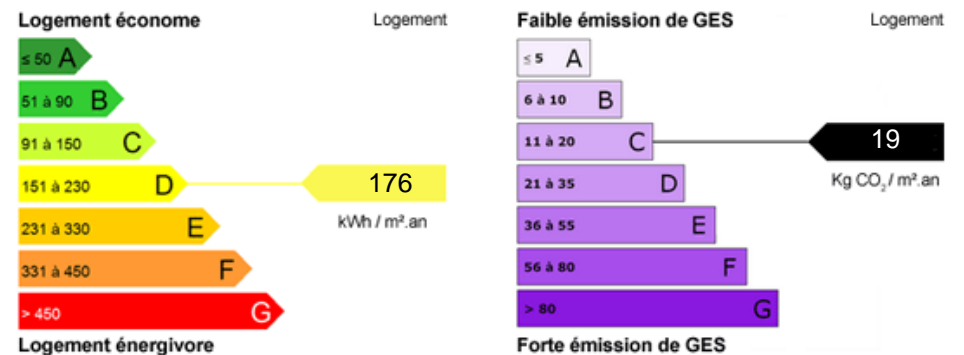 Logement économe Logement
≤ 50 A
51 à 90 B
91 à 150 C
151 à 230 D 176
kWh / m².an
231 à 330 E
331 à 450 F
> 450 G
Logement énergivore
Faible émission de GES Logement
≤ 5 A
6 à 10 B
11 à 20 C 19
Kg CO₂ / m².an
21 à 35 D
36 à 55 E
56 à 80 F
> 80 G
Forte émission de GES